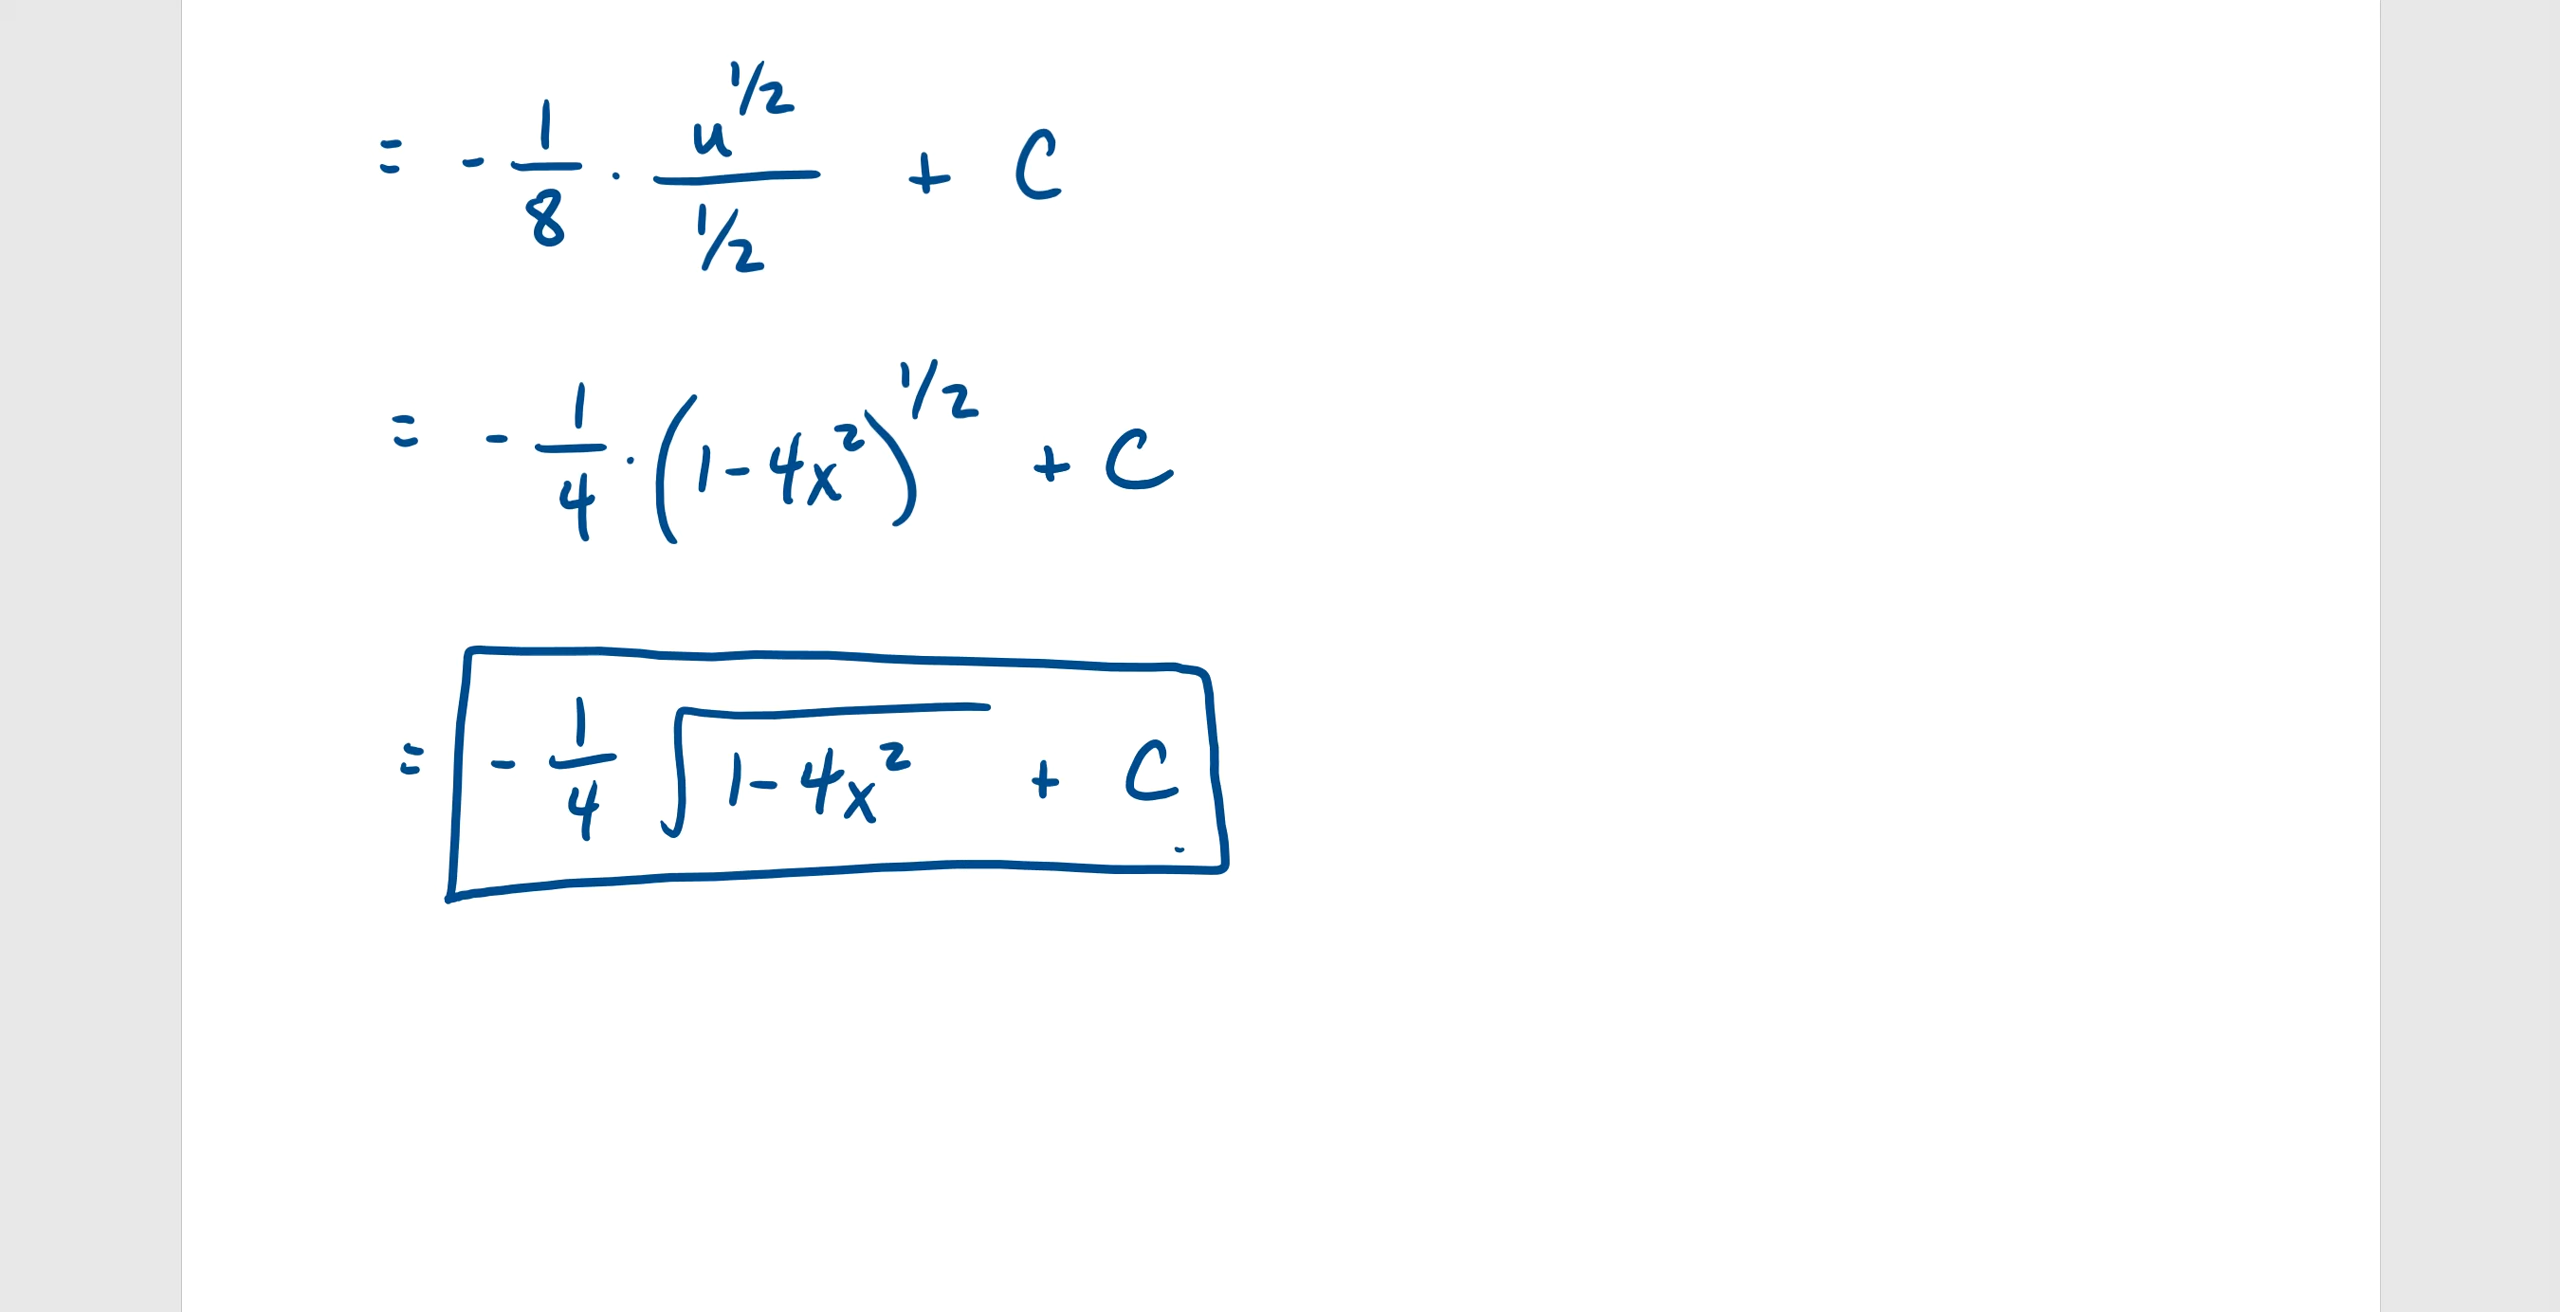 = - 1/8 · u^(1/2) / (1/2) + C
= - 1/4 · (1 - 4x²)^(1/2) + C
= - 1/4 √(1 - 4x²) + C